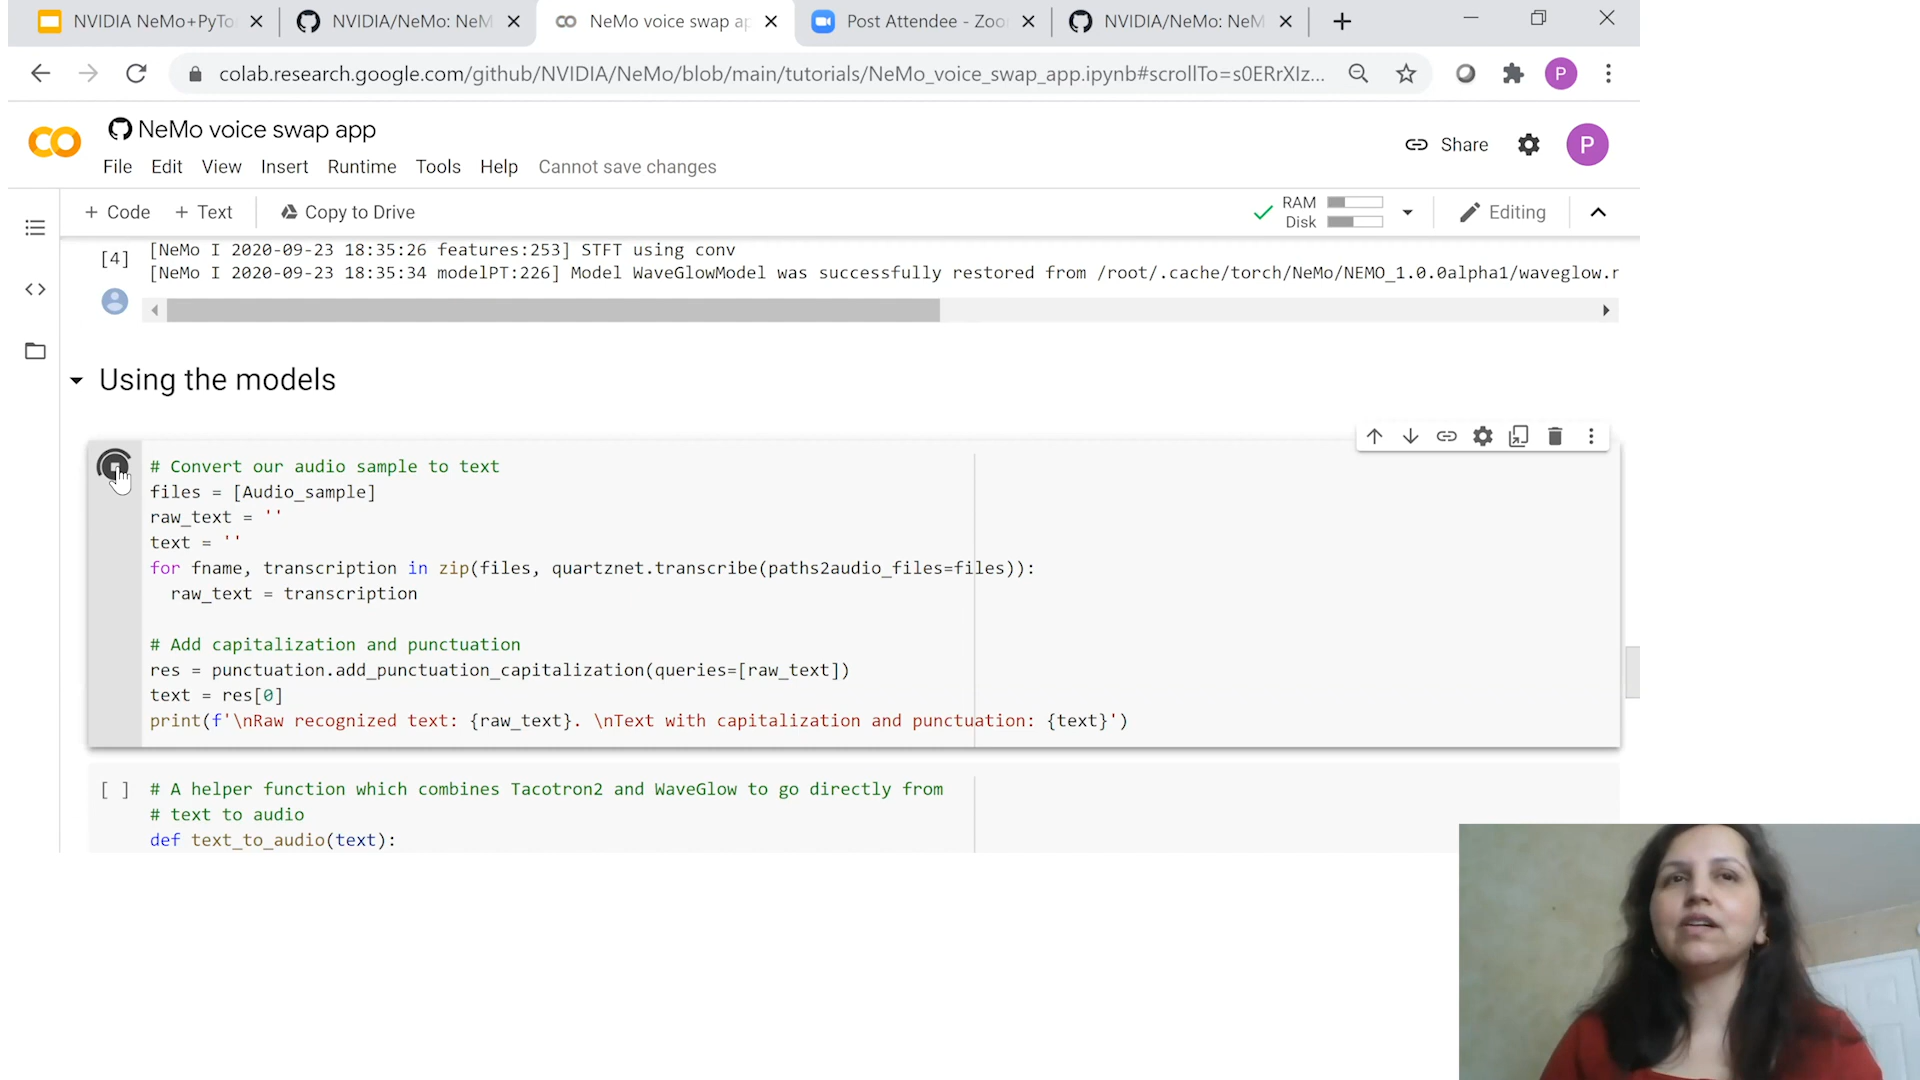 NVIDIA NeMo+PyTo
NVIDIA/NeMo: NeM
NeMo voice swap ap
Post Attendee - Zoo
NVIDIA/NeMo: NeM
colab.research.google.com/github/NVIDIA/NeMo/blob/main/tutorials/NeMo_voice_swap_app.ipynb#scrollTo=s0ERrXIz...
P
NeMo voice swap app
File Edit View Insert Runtime Tools Help Cannot save changes
Share
P
+ Code + Text Copy to Drive
RAM
Disk
Editing
[4]
[NeMo I 2020-09-23 18:35:26 features:253] STFT using conv
[NeMo I 2020-09-23 18:35:34 modelPT:226] Model WaveGlowModel was successfully restored from /root/.cache/torch/NeMo/NEMO_1.0.0alpha1/waveglow.r
Using the models
# Convert our audio sample to text
files = [Audio_sample]
raw_text = ''
text = ''
for fname, transcription in zip(files, quartznet.transcribe(paths2audio_files=files)):
raw_text = transcription
# Add capitalization and punctuation
res = punctuation.add_punctuation_capitalization(queries=[raw_text])
text = res[0]
print(f'\nRaw recognized text: {raw_text}. \nText with capitalization and punctuation: {text}')
[ ] # A helper function which combines Tacotron2 and WaveGlow to go directly from
# text to audio
def text_to_audio(text):